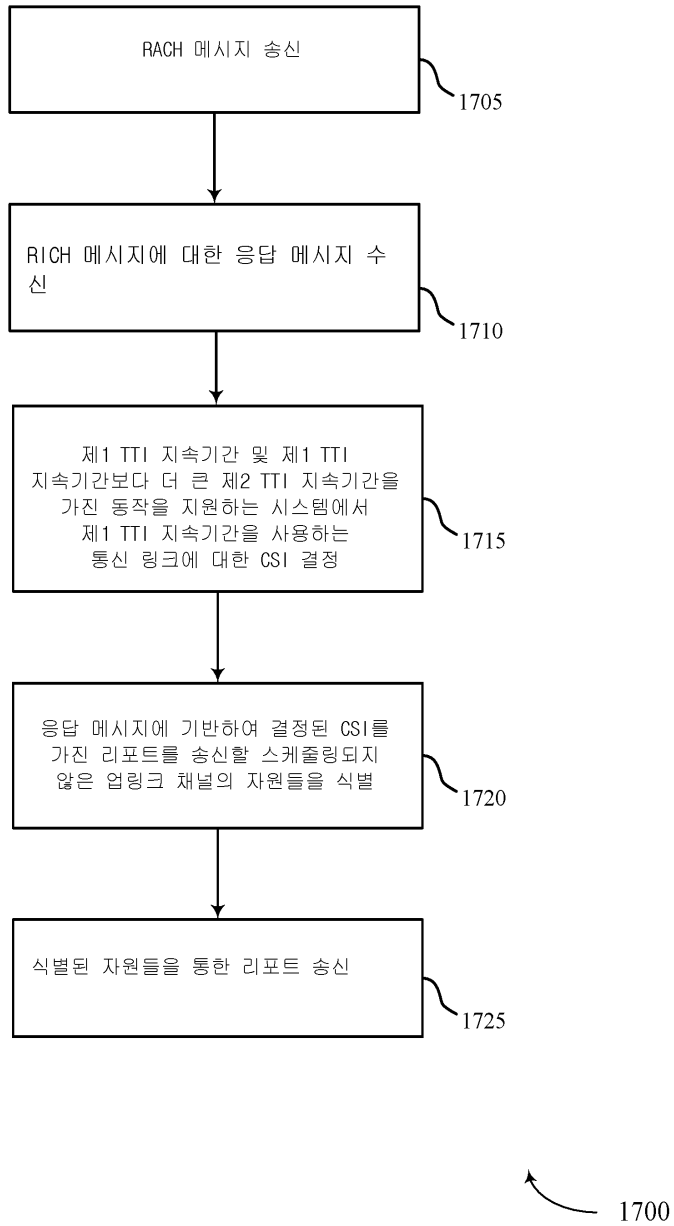 RACH 메시지 송신
1705
RICH 메시지에 대한 응답 메시지 수
신
1710
제1 TTI 지속기간 및 제1 TTI
지속기간보다 더 큰 제2 TTI 지속기간을
가진 동작을 지원하는 시스템에서
제1 TTI 지속기간을 사용하는
통신 링크에 대한 CSI 결정
1715
응답 메시지에 기반하여 결정된 CSI를
가진 리포트를 송신할 스케줄링되지
않은 업링크 채널의 자원들을 식별
1720
식별된 자원들을 통한 리포트 송신
1725
1700